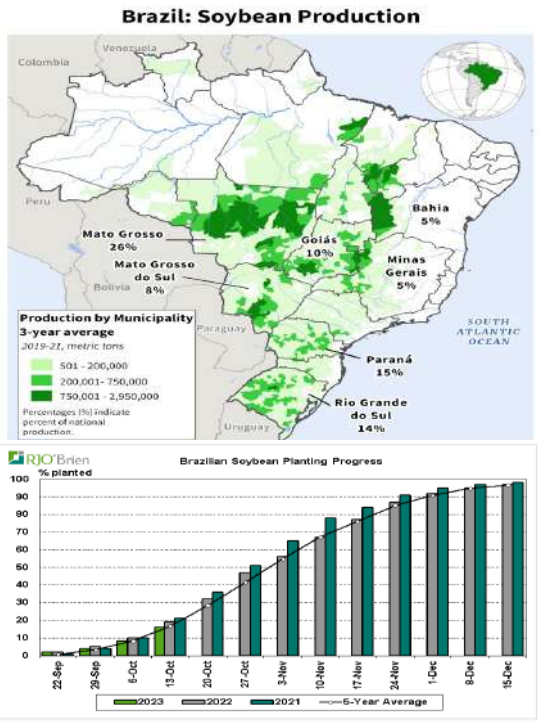 Brazil: Soybean Production
Venezuela
Colombia
Peru
Bahia
5%
Mato Grosso
26%
Goiás
10%
Mato Grosso
do Sul
8%
Minas
Gerais
5%
Bolivia
Production by Municipality
3-year average
2019-21, metric tons
501 - 200,000
200,001- 750,000
750,001 - 2,950,000
Percentages (%) indicate
percent of national
production.
Paraguay
SOUTH
ATLANTIC
OCEAN
Paraná
15%
Rio Grande
do Sul
14%
Uruguay
RJO'Brien
Brazilian Soybean Planting Progress
% planted
100
90
80
70
60
50
40
30
20
10
0
22-Sep
29-Sep
6-Oct
13-Oct
20-Oct
27-Oct
3-Nov
10-Nov
17-Nov
24-Nov
1-Dec
8-Dec
15-Dec
2023 2022 2021 5-Year Average